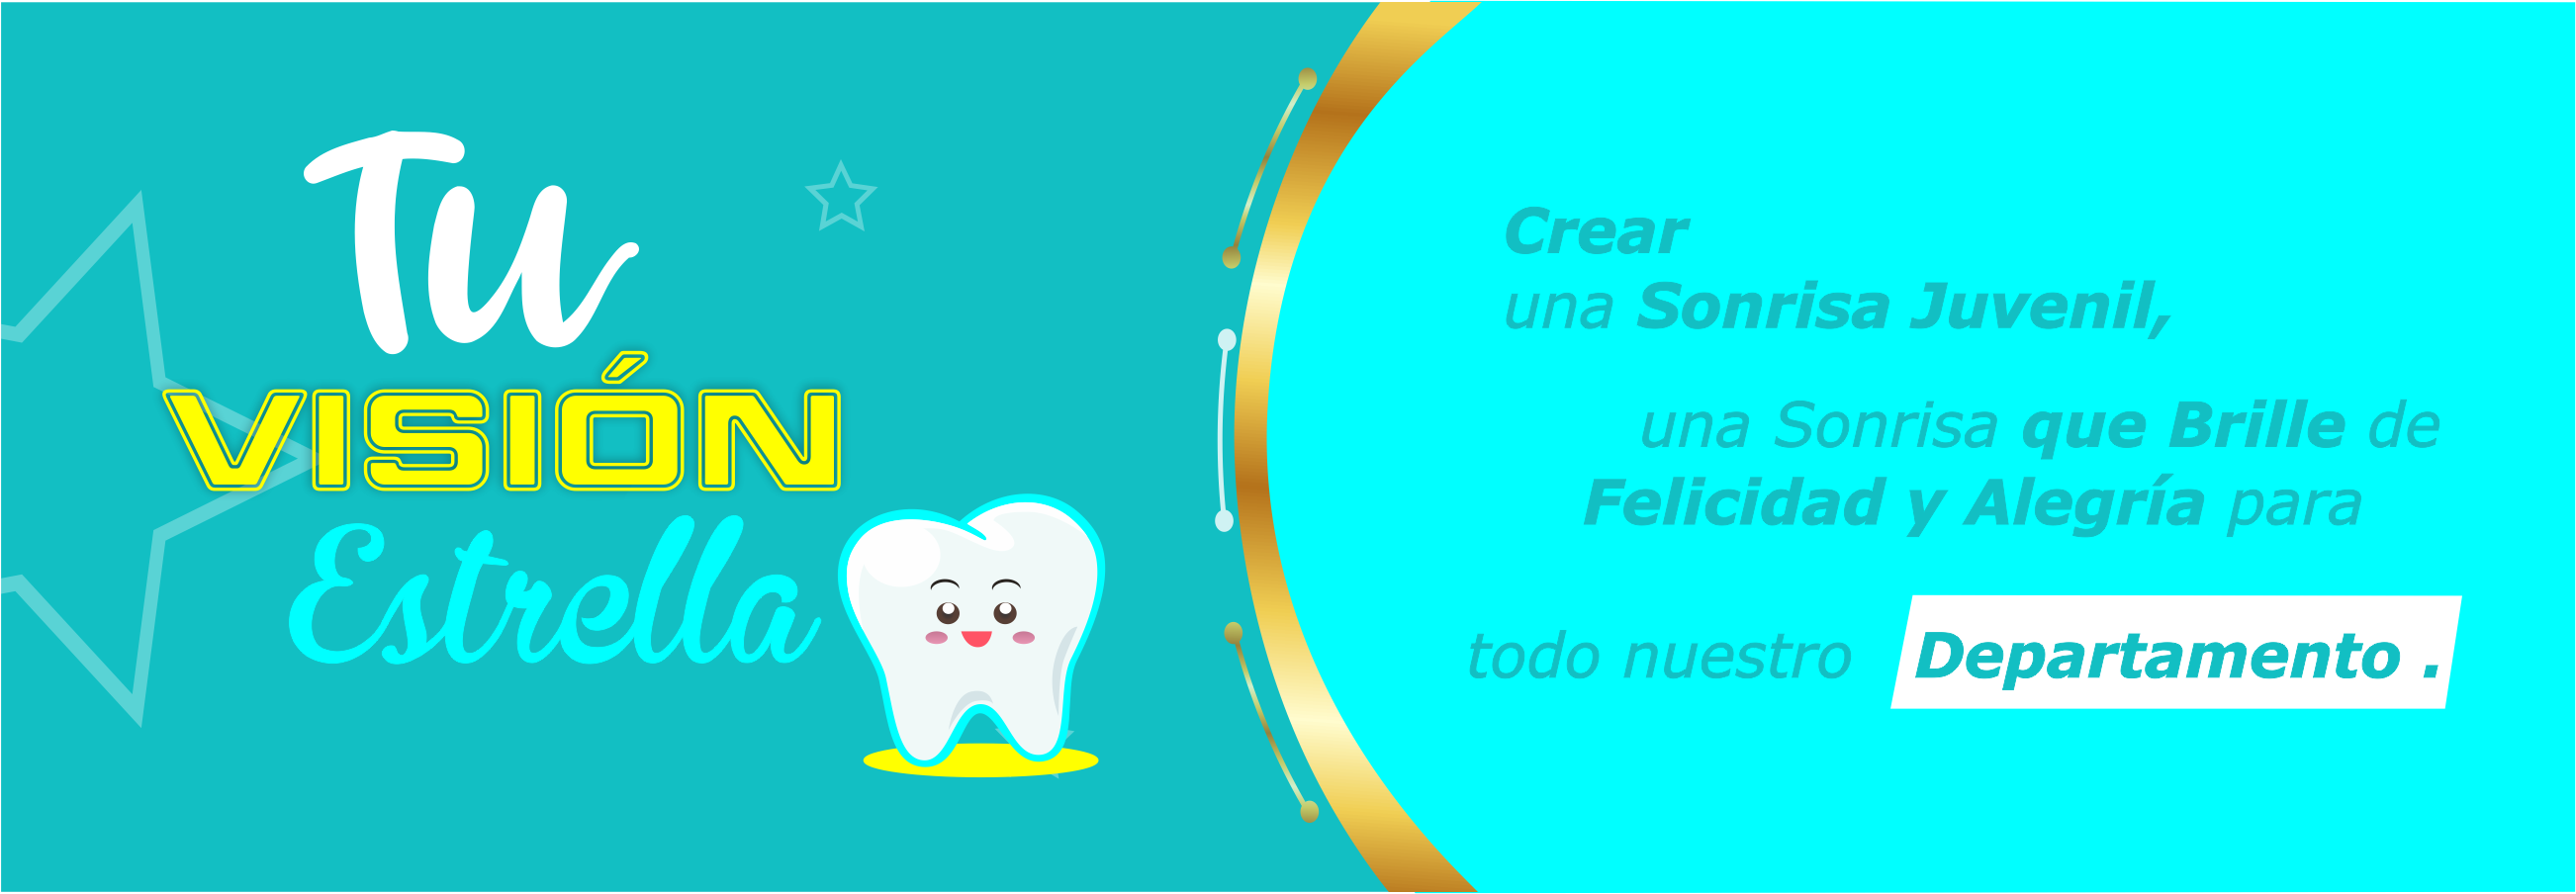 Tu
VISIÓN
Estrella
Crear
una Sonrisa Juvenil,
una Sonrisa que Brille de
Felicidad y Alegría para
todo nuestro Departamento .